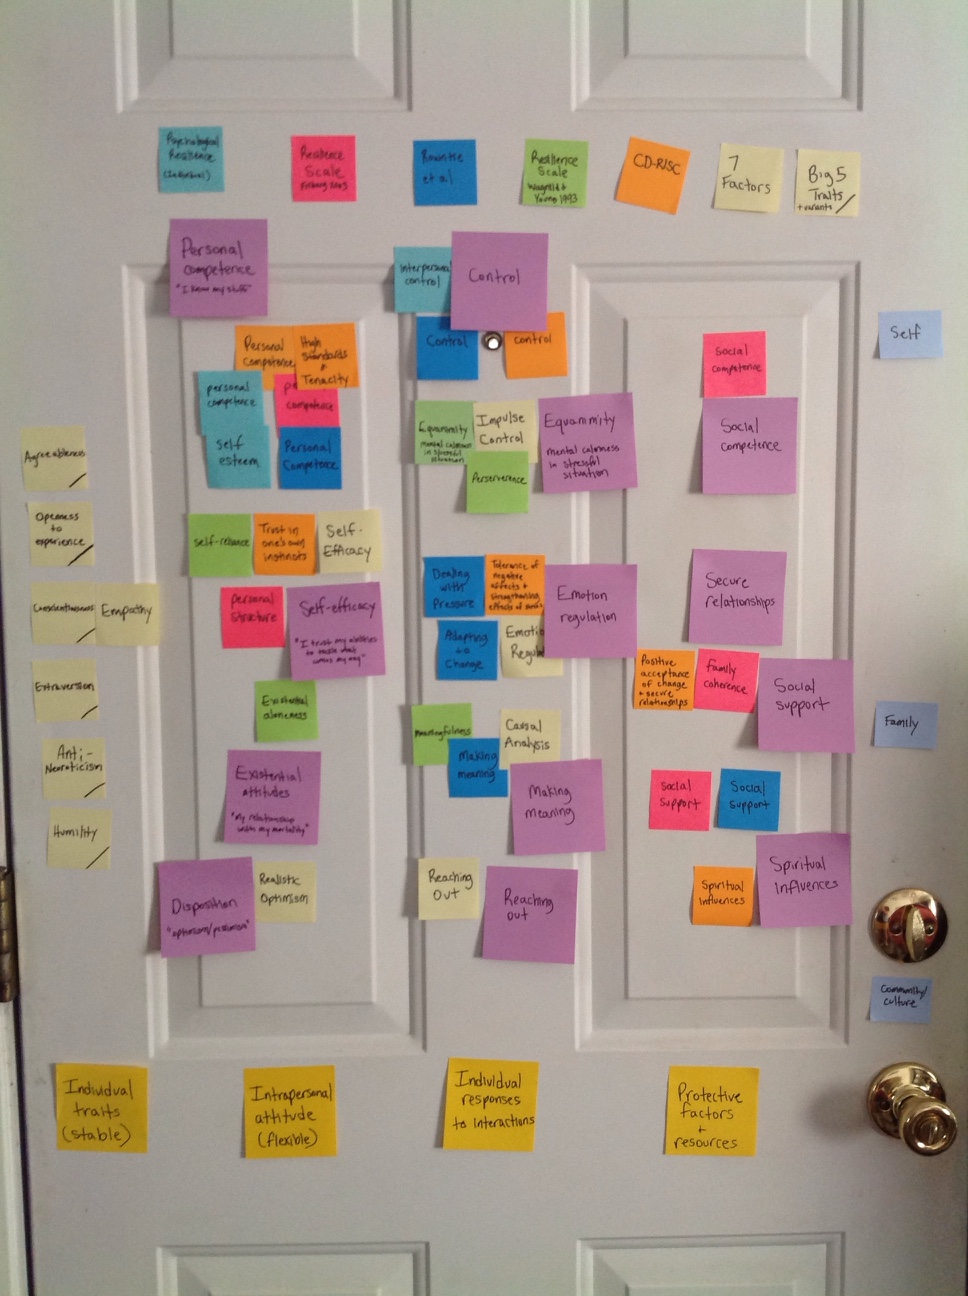 Psychological
Resilience
(Individual)
Resilience
Scale
Friborg 2003
Rowntre
et al
Resilience
Scale
Wagnild +
Young 1993
CD-RISC
7
Factors
Big 5
Traits
+ variants
Personal
competence
"I know my stuff"
Interpersonal
control
Control
Self
Personal
Competence
High
Standards
+
Tenacity
Control
Control
Social
competence
personal
competence
competence
Equanimity
mental calmness
in stressful
situation
Impulse
Control
Equanimity
mental calmness
in stressful
situation
Social
competence
Agreeableness
self
esteem
Personal
Competence
Perseverence
Openness
to
experience
self-reliance
Trust in
one's own
instincts
Self-
Efficacy
Dealing
with
Pressure
Tolerance of
negative
affects +
strengthening
effects of
Emotion
regulation
Secure
relationships
Conscientiousness
Empathy
personal
structure
Self-efficacy
"I trust my abilities
to tackle what
comes my way"
Adapting
to
Change
Positive
acceptance
of change
+ secure
relationships
Family
coherence
Social
support
Extraversion
Existential
aloneness
Meaningfulness
Causal
Analysis
Family
Anti-
Neuroticism
Existential
attitudes
"My relationship
with my mortality"
Making
meaning
Making
meaning
Social
Support
Social
Support
Humility
Disposition
"optimism/pessimism"
Realistic
Optimism
Reaching
Out
Reaching
out
Spiritual
Influences
Spiritual
Influences
Community/
culture
Individual
traits
(stable)
Intrapersonal
attitude
(flexible)
Individual
responses
to interactions
Protective
factors
+
resources